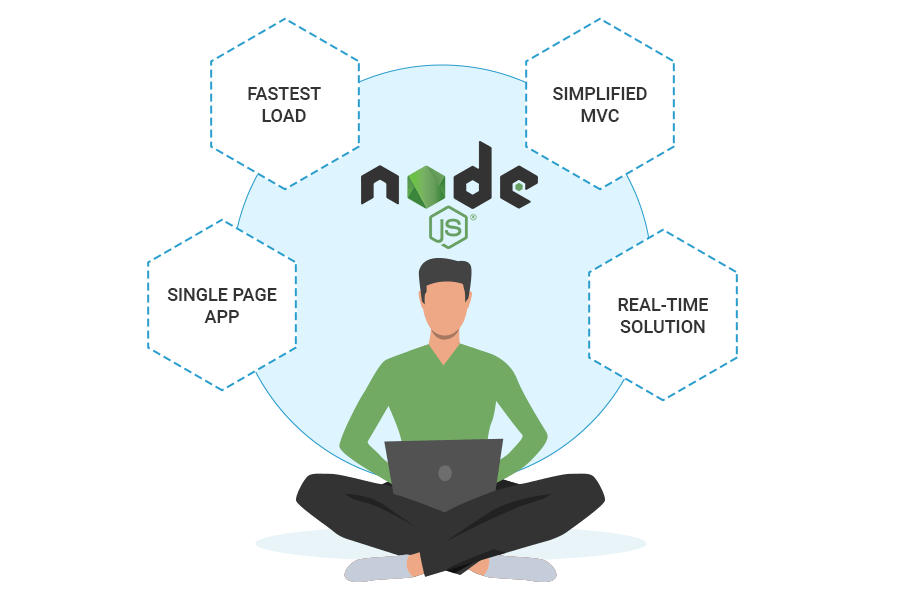 FASTEST
LOAD
SIMPLIFIED
MVC
node
JS®
SINGLE PAGE
APP
REAL-TIME
SOLUTION